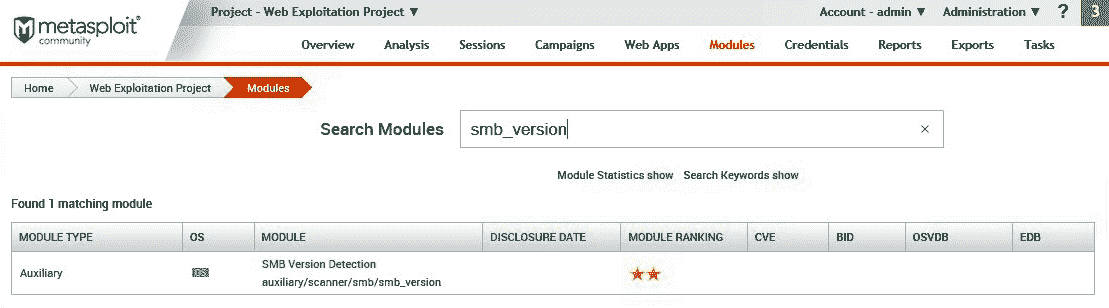 metasploit®
community
Project - Web Exploitation Project ▼
Account - admin ▼ Administration ▼ ? 3
Overview Analysis Sessions Campaigns Web Apps Modules Credentials Reports Exports Tasks
Home Web Exploitation Project Modules
Search Modules smb_version ×
Module Statistics show Search Keywords show
Found 1 matching module
MODULE TYPE OS MODULE DISCLOSURE DATE MODULE RANKING CVE BID OSVDB EDB
Auxiliary
SMB Version Detection
auxiliary/scanner/smb/smb_version